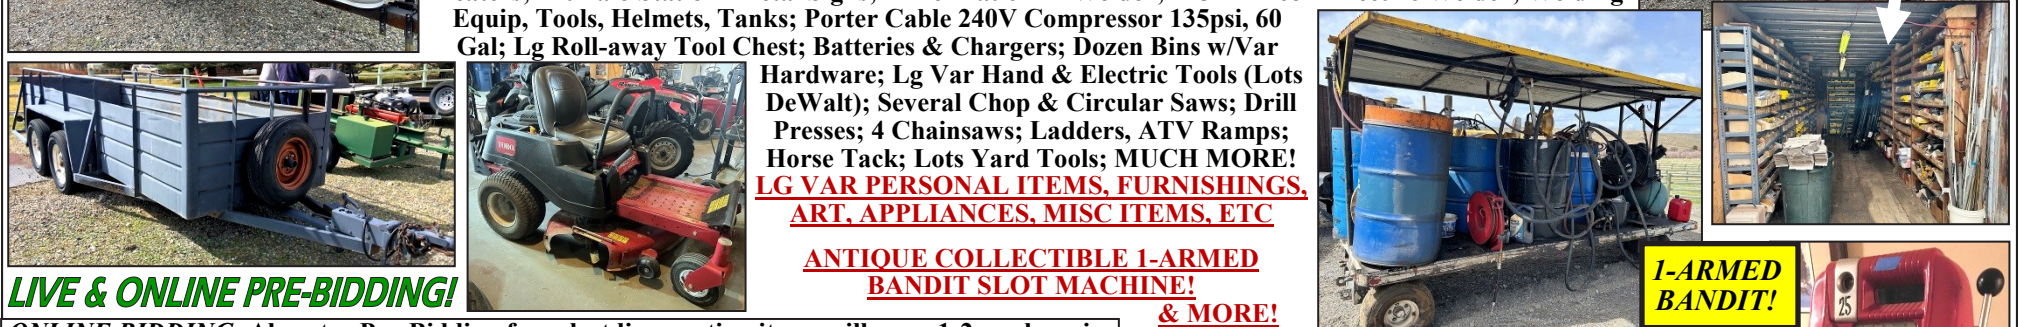 Equip, Tools, Helmets, Tanks; Porter Cable 240V Compressor 135psi, 60
Gal; Lg Roll-away Tool Chest; Batteries & Chargers; Dozen Bins w/Var
Hardware; Lg Var Hand & Electric Tools (Lots
DeWalt); Several Chop & Circular Saws; Drill
Presses; 4 Chainsaws; Ladders, ATV Ramps;
Horse Tack; Lots Yard Tools; MUCH MORE!
LG VAR PERSONAL ITEMS, FURNISHINGS,
ART, APPLIANCES, MISC ITEMS, ETC
ANTIQUE COLLECTIBLE 1-ARMED
BANDIT SLOT MACHINE!
& MORE!
LIVE & ONLINE PRE-BIDDING!
1-ARMED
BANDIT!
25
TORO